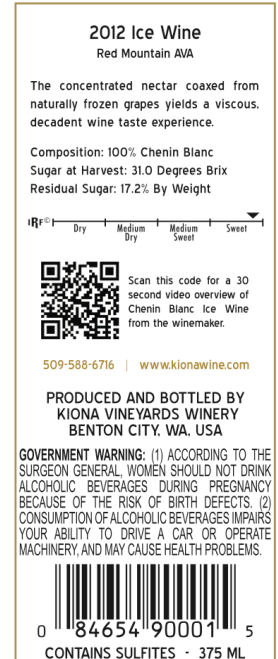 2012 Ice Wine
Red Mountain AVA
The concentrated nectar coaxed from
naturally frozen grapes yields a viscous,
decadent wine taste experience.
Composition: 100% Chenin Blanc
Sugar at Harvest: 31.0 Degrees Brix
Residual Sugar: 17.2% By Weight
IRF©
Dry
Medium
Dry
Medium
Sweet
Sweet
Scan this code for a 30
second video overview of
Chenin Blanc Ice Wine
from the winemaker.
509-588-6716 | www.kionawine.com
PRODUCED AND BOTTLED BY
KIONA VINEYARDS WINERY
BENTON CITY, WA, USA
GOVERNMENT WARNING: (1) ACCORDING TO THE
SURGEON GENERAL, WOMEN SHOULD NOT DRINK
ALCOHOLIC BEVERAGES DURING PREGNANCY
BECAUSE OF THE RISK OF BIRTH DEFECTS. (2)
CONSUMPTION OF ALCOHOLIC BEVERAGES IMPAIRS
YOUR ABILITY TO DRIVE A CAR OR OPERATE
MACHINERY, AND MAY CAUSE HEALTH PROBLEMS.
0 84654 90001 5
CONTAINS SULFITES - 375 ML